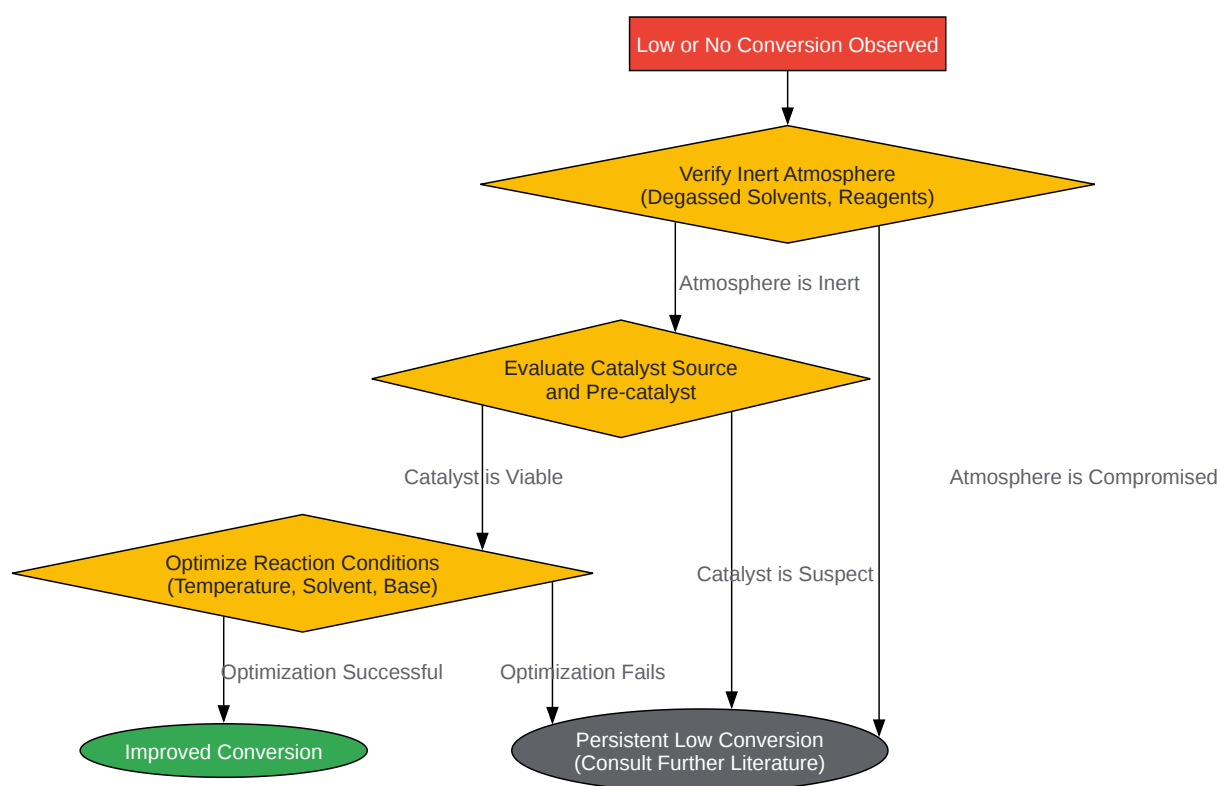 Low or No Conversion Observed
Verify Inert Atmosphere
(Degassed Solvents, Reagents)
Atmosphere is Inert
Evaluate Catalyst Source
and Pre-catalyst
Catalyst is Viable
Atmosphere is Compromised
Optimize Reaction Conditions
(Temperature, Solvent, Base)
Catalyst is Suspect
Optimization Successful
Optimization Fails
Improved Conversion
Persistent Low Conversion
(Consult Further Literature)